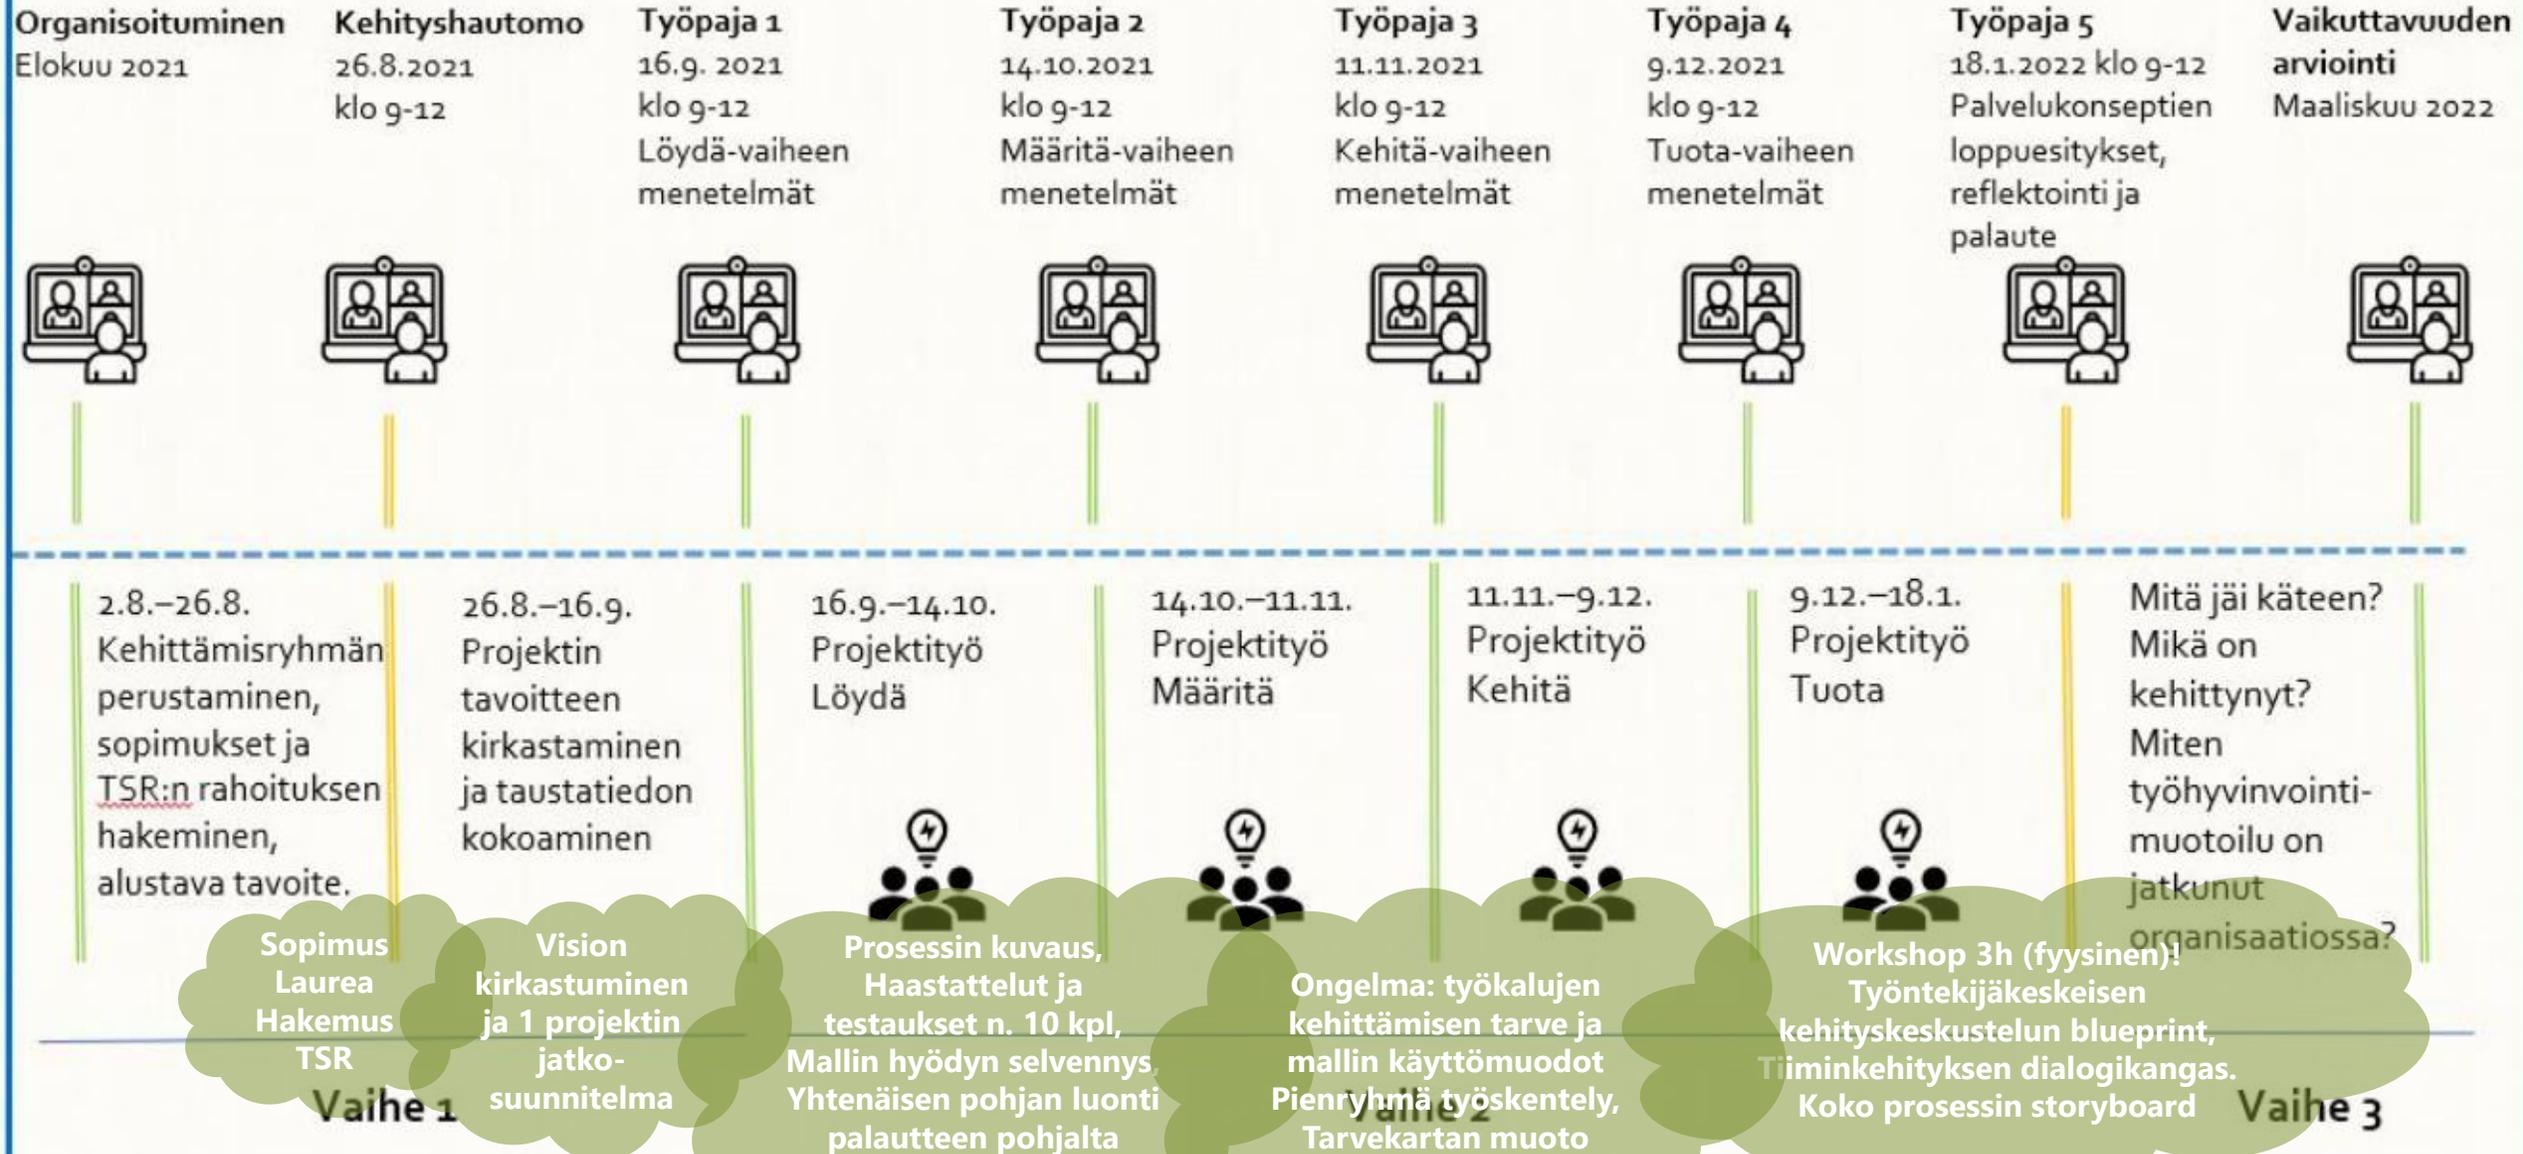 Organisoituminen
Elokuu 2021
Kehityshautomo
26.8.2021
klo 9-12
Työpaja 1
16.9. 2021
klo 9-12
Löydä-vaiheen
menetelmät
Työpaja 2
14.10.2021
klo 9-12
Määritä-vaiheen
menetelmät
Työpaja 3
11.11.2021
klo 9-12
Kehitä-vaiheen
menetelmät
Työpaja 4
9.12.2021
klo 9-12
Tuota-vaiheen
menetelmät
Työpaja 5
18.1.2022 klo 9-12
Palvelukonseptien
loppuesitykset,
reflektointi ja
palaute
Vaikuttavuuden
arviointi
Maaliskuu 2022
2.8.–26.8.
Kehittämisryhmän
perustaminen,
sopimukset ja
TSR:n rahoituksen
hakeminen,
alustava tavoite.
26.8.–16.9.
Projektin
tavoitteen
kirkastaminen
ja taustatiedon
kokoaminen
16.9.–14.10.
Projektityö
Löydä
14.10.–11.11.
Projektityö
Määritä
11.11.–9.12.
Projektityö
Kehitä
9.12.–18.1.
Projektityö
Tuota
Mitä jäi käteen?
Mikä on
kehittynyt?
Miten
työhyvinvointi-
muotoilu on
jatkunut
organisaatiossa?
Sopimus
Laurea
Hakemus
TSR
Vision
kirkastuminen
ja 1 projektin
jatko-
suunnitelma
Prosessin kuvaus,
Haastattelut ja
testaukset n. 10 kpl,
Mallin hyödyn selvennys,
Yhtenäisen pohjan luonti
palautteen pohjalta
Ongelma: työkalujen
kehittämisen tarve ja
mallin käyttömuodot
Pienryhmä työskentely,
Tarvekartan muoto
Workshop 3h (fyysinen)!
Työntekijäkeskeisen
kehityskeskustelun blueprint,
Tiiminkehityksen dialogikangas.
Koko prosessin storyboard
Vaihe 1
Vaihe 2
Vaihe 3